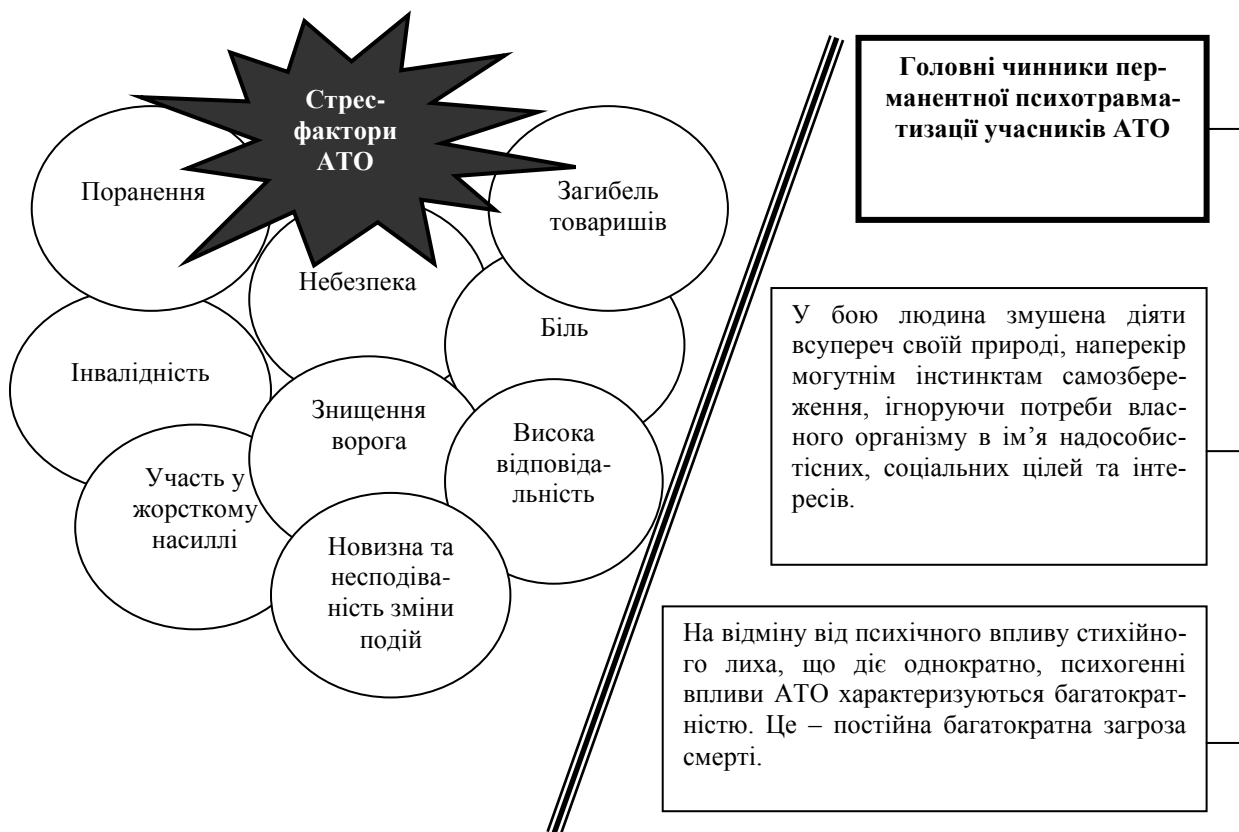 Стрес-
фактори
АТО
Поранення
Загибель
товаришів
Небезпека
Біль
Інвалідність
Знищення
ворога
Висока
відповіда-
льність
Участь у
жорсткому
насиллі
Новизна та
несподіва-
ність зміни
подій
Головні чинники пер-
манентної психотравма-
тизації учасників АТО
У бою людина змушена діяти
всупереч своїй природі, наперекір
могутнім інстинктам самозбере-
ження, ігноруючи потреби влас-
ного організму в ім’я надособис-
тісних, соціальних цілей та інте-
ресів.
На відміну від психічного впливу стихійно-
го лиха, що діє однократно, психогенні
впливи АТО характеризуються багатократ-
ністю. Це – постійна багатократна загроза
смерті.